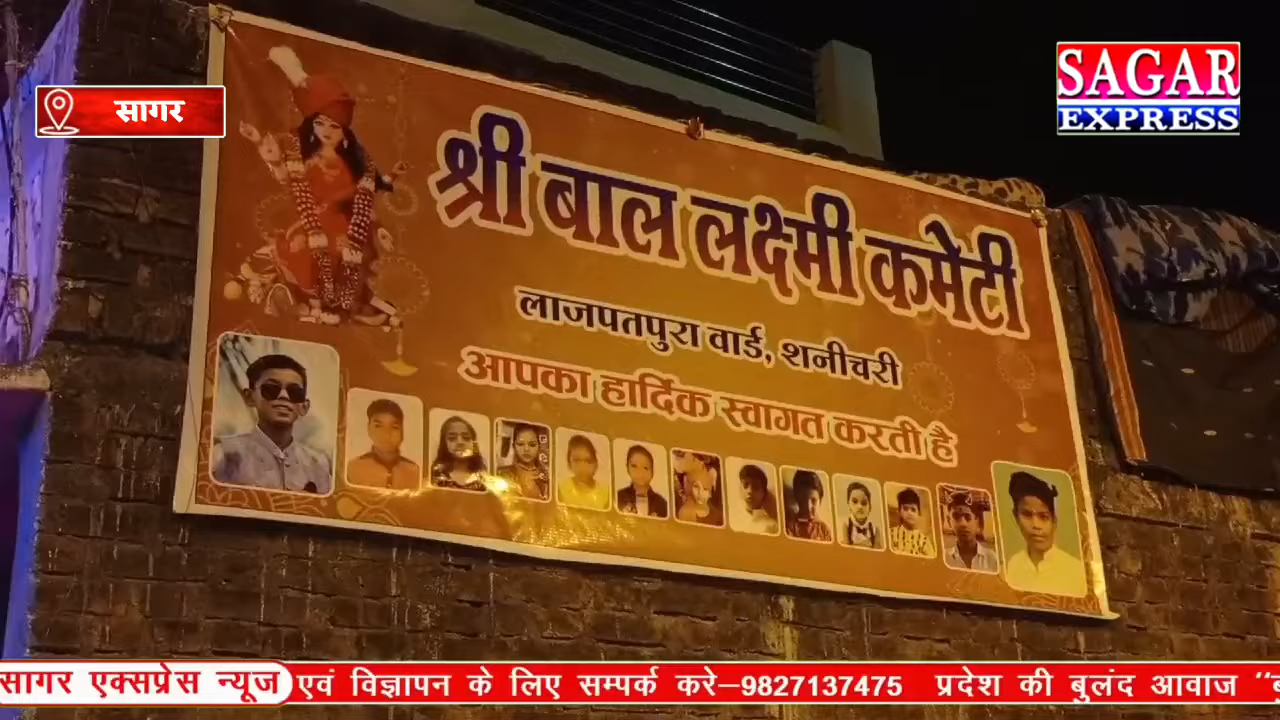 सागर
SAGAR
EXPRESS
श्री बाल लक्ष्मी कमेटी
लाजपतपुरा वार्ड, शनीचरी
आपका हार्दिक स्वागत करती है
सागर एक्सप्रेस न्यूज एवं विज्ञापन के लिए सम्पर्क करे–9827137475 प्रदेश की बुलंद आवाज